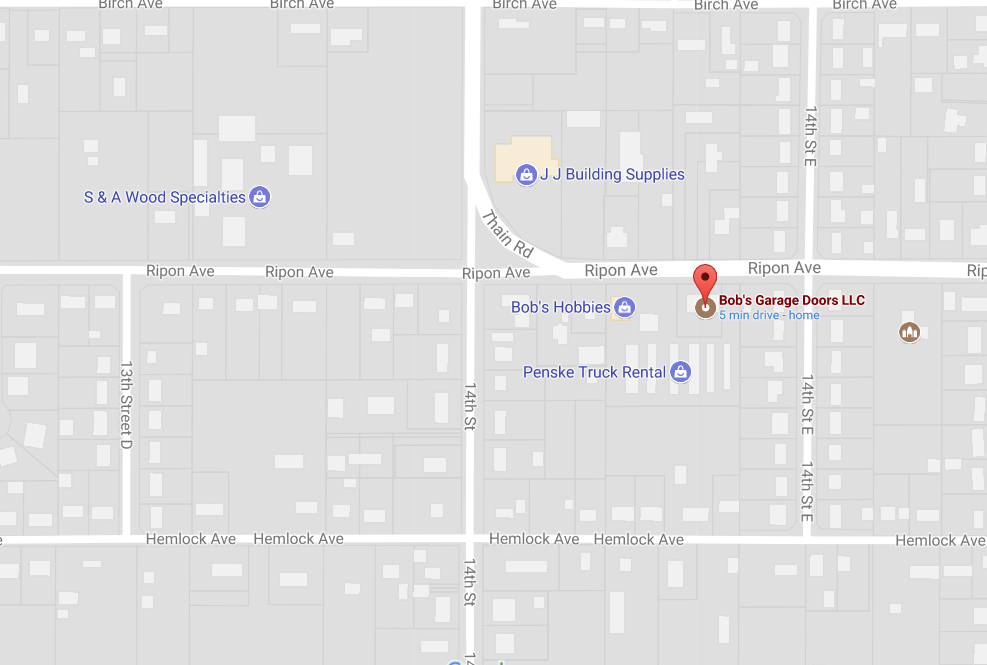 Birch Ave
Birch Ave
Birch Ave
Birch Ave
Birch Ave
14th St E
J J Building Supplies
S & A Wood Specialties
Thain Rd
Ripon Ave
Ripon Ave
Ripon Ave
Ripon Ave
Ripon Ave
Rip
Bob's Hobbies
Bob's Garage Doors LLC
5 min drive - home
Penske Truck Rental
13th Street D
14th St
14th St E
14th St E
Hemlock Ave
Hemlock Ave
Hemlock Ave
Hemlock Ave
Hemlock Ave
14th St